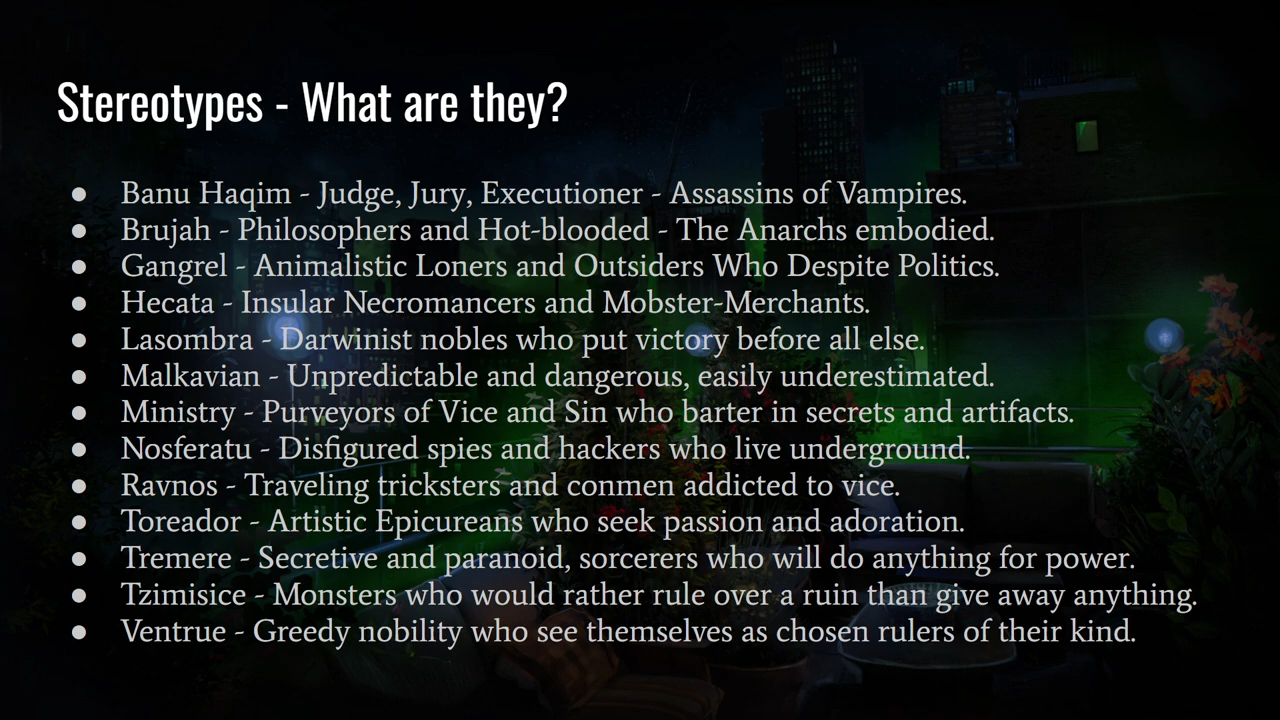 Stereotypes - What are they?
● Banu Haqim - Judge, Jury, Executioner - Assassins of Vampires.
● Brujah - Philosophers and Hot-blooded - The Anarchs embodied.
● Gangrel - Animalistic Loners and Outsiders Who Despite Politics.
● Hecata - Insular Necromancers and Mobster-Merchants.
● Lasombra - Darwinist nobles who put victory before all else.
● Malkavian - Unpredictable and dangerous, easily underestimated.
● Ministry - Purveyors of Vice and Sin who barter in secrets and artifacts.
● Nosferatu - Disfigured spies and hackers who live underground.
● Ravnos - Traveling tricksters and conmen addicted to vice.
● Toreador - Artistic Epicureans who seek passion and adoration.
● Tremere - Secretive and paranoid, sorcerers who will do anything for power.
● Tzimisice - Monsters who would rather rule over a ruin than give away anything.
● Ventrue - Greedy nobility who see themselves as chosen rulers of their kind.